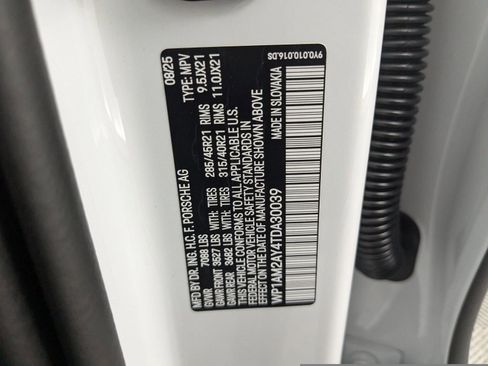 MFD BY DR. ING. H.C. F. PORSCHE AG 08/25
GVWR 7088 LBS TYPE: MPV
GAWR FRONT 3527 LBS WITH: TIRES 285/45R21 RIMS 9.5JX21
GAWR REAR 3682 LBS WITH: TIRES 315/40R21 RIMS 11.0JX21
THIS VEHICLE CONFORMS TO ALL APPLICABLE U.S.
FEDERAL MOTOR VEHICLE SAFETY STANDARDS IN
EFFECT ON THE DATE OF MANUFACTURE SHOWN ABOVE
WP1AM2AY4TDA30039 MADE IN SLOVAKIA
9Y0.010.016.DS